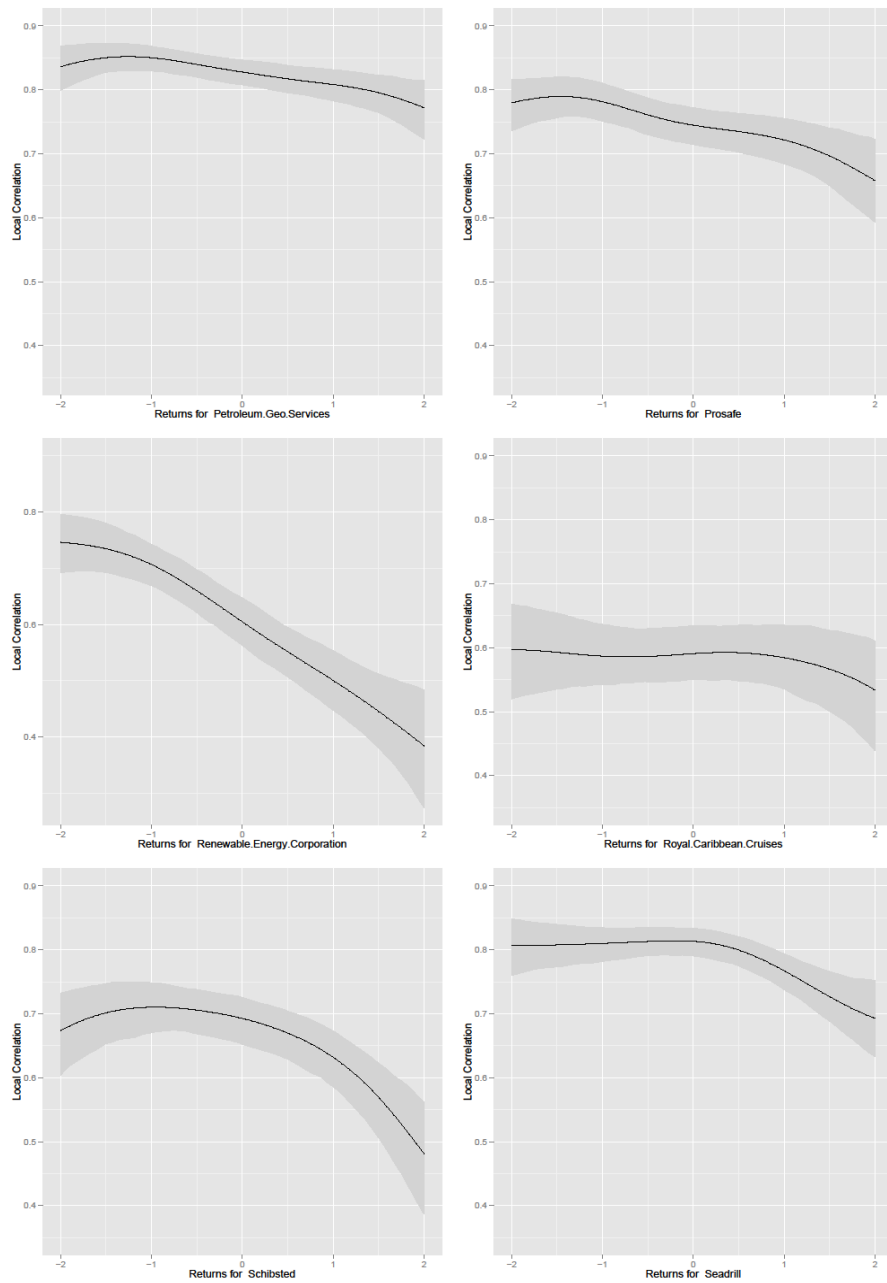 0.9
0.8
0.7
0.6
0.5
0.4
Local Correlation
−2 −1 0 1 2
Returns for Petroleum.Geo.Services
0.9
0.8
0.7
0.6
0.5
0.4
Local Correlation
−2 −1 0 1 2
Returns for Prosafe
0.8
0.6
0.4
Local Correlation
−2 −1 0 1 2
Returns for Renewable.Energy.Corporation
0.9
0.8
0.7
0.6
0.5
0.4
Local Correlation
−2 −1 0 1 2
Returns for Royal.Caribbean.Cruises
0.9
0.8
0.7
0.6
0.5
0.4
Local Correlation
−2 −1 0 1 2
Returns for Schibsted
0.9
0.8
0.7
0.6
0.5
0.4
Local Correlation
−2 −1 0 1 2
Returns for Seadrill